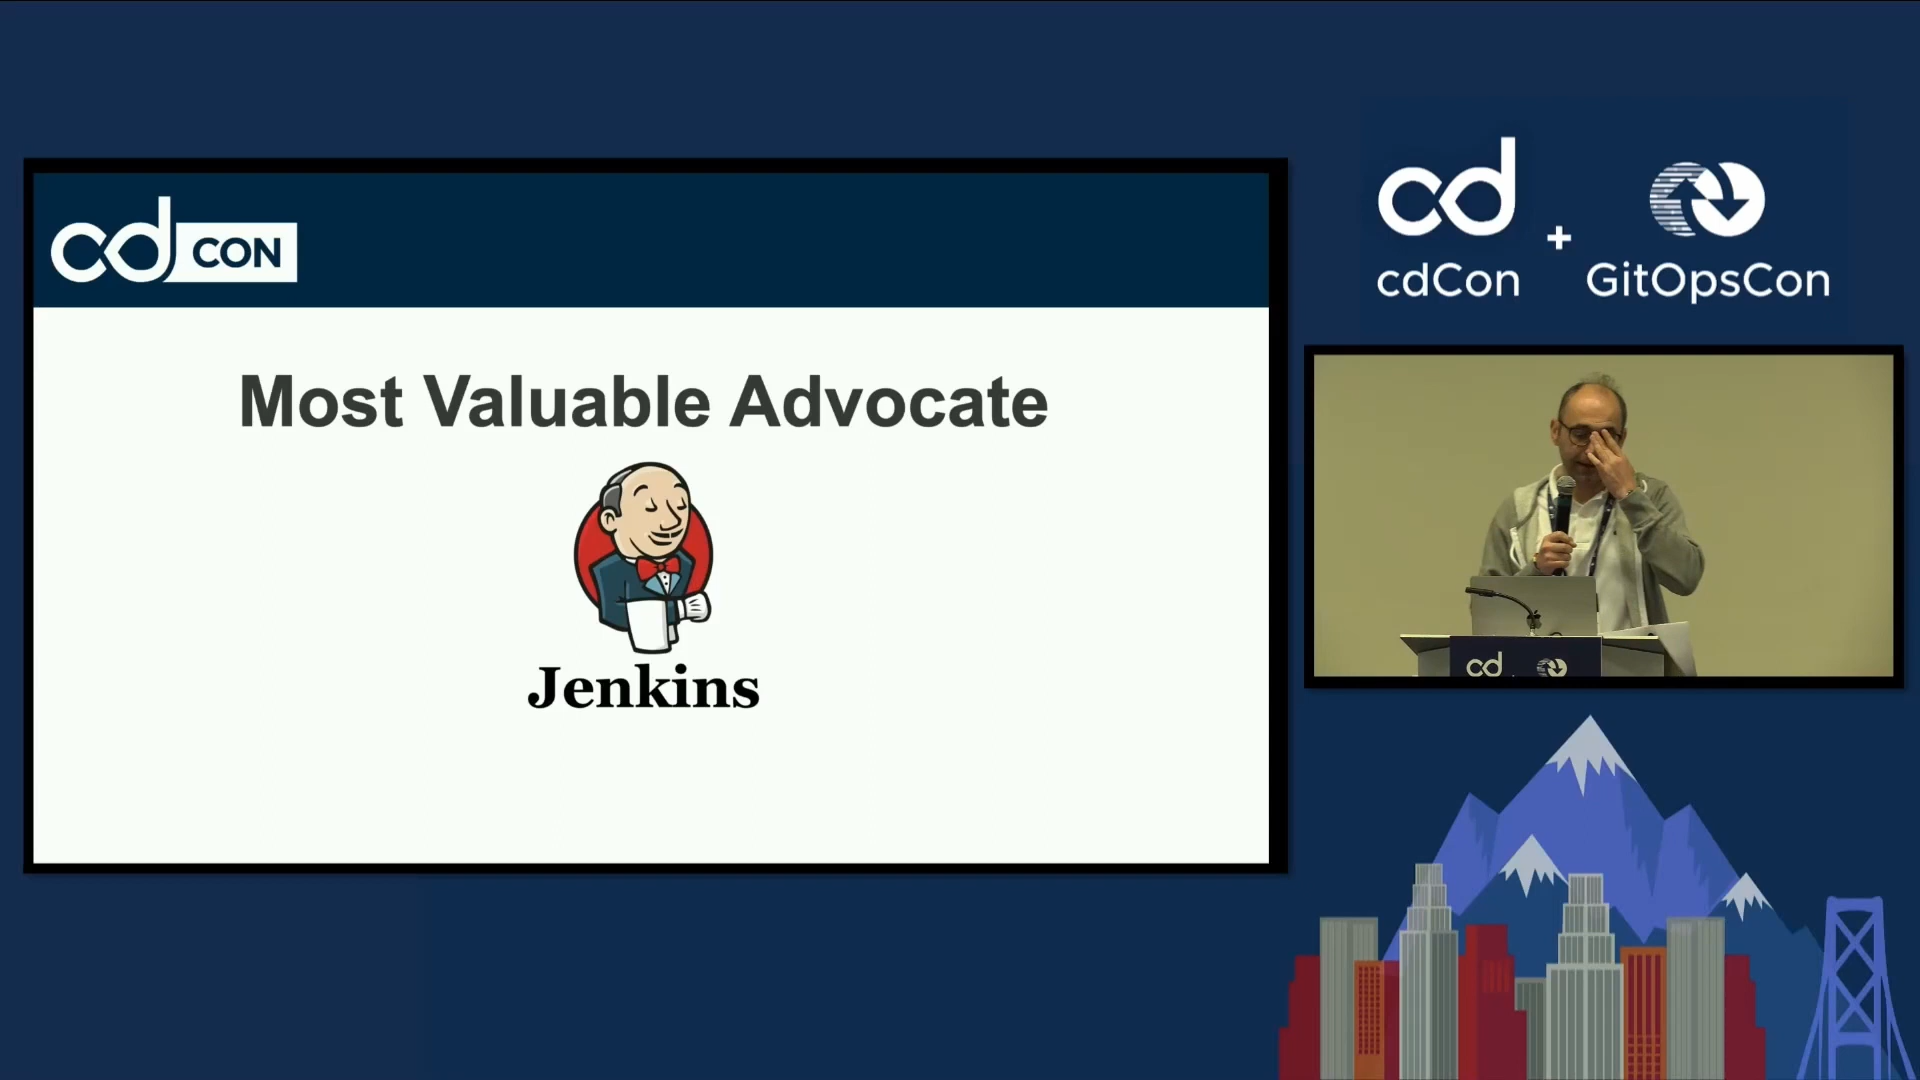 cd CON
Most Valuable Advocate
Jenkins
cd + 
cdCon GitOpsCon
cd